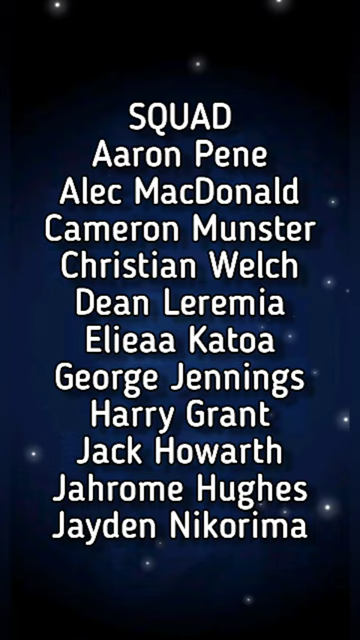 SQUAD
Aaron Pene
Alec MacDonald
Cameron Munster
Christian Welch
Dean Leremia
Elieaa Katoa
George Jennings
Harry Grant
Jack Howarth
Jahrome Hughes
Jayden Nikorima